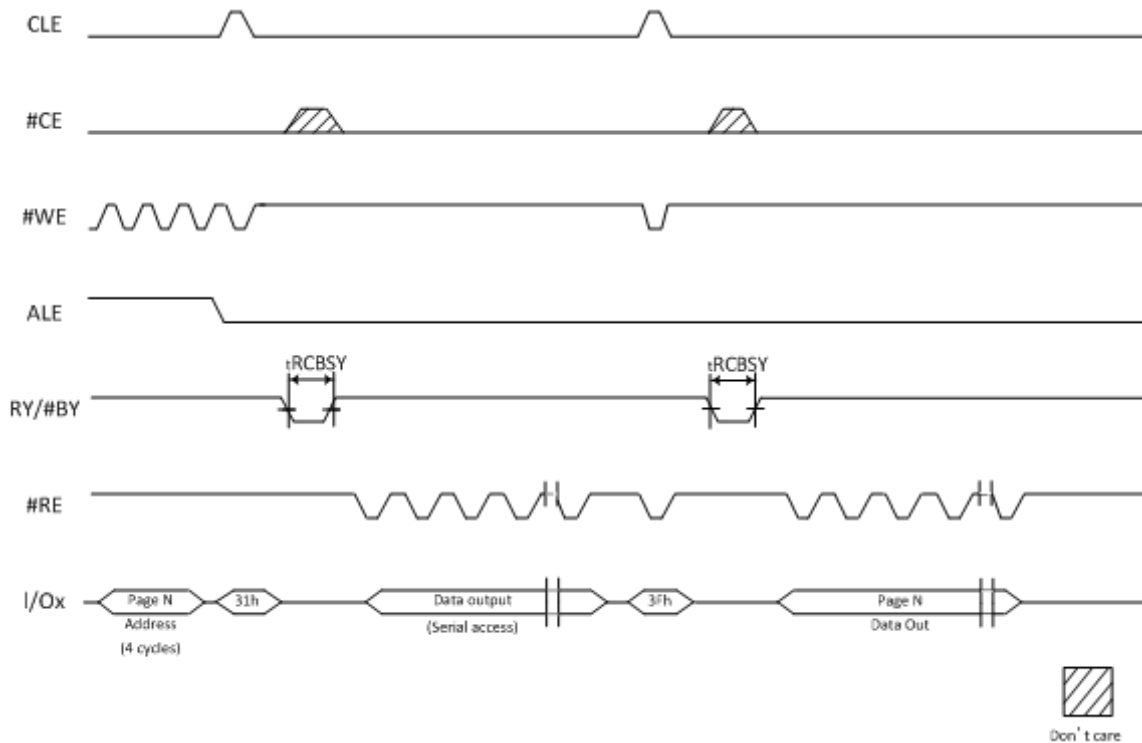 CLE
#CE
#WE
ALE
tRCBSY
tRCBSY
RY/#BY
#RE
I/Ox
Page N
31h
Data output
3Fh
Page N
Address
(Serial access)
Data Out
(4 cycles)
Don't care